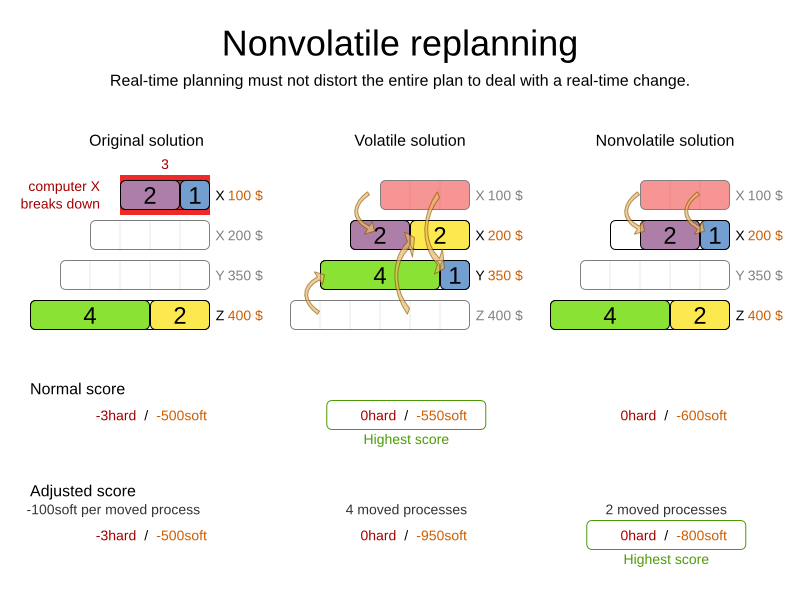 Nonvolatile replanning
Real-time planning must not distort the entire plan to deal with a real-time change.
Original solution
3
computer X
breaks down
2 1 X 100 $
X 200 $
Y 350 $
4 2 Z 400 $
Volatile solution
X 100 $
2 2 X 200 $
4 1 Y 350 $
Z 400 $
Nonvolatile solution
X 100 $
2 1 X 200 $
Y 350 $
4 2 Z 400 $
Normal score
-3hard / -500soft
0hard / -550soft
Highest score
0hard / -600soft
Adjusted score
-100soft per moved process
-3hard / -500soft
4 moved processes
0hard / -950soft
2 moved processes
0hard / -800soft
Highest score